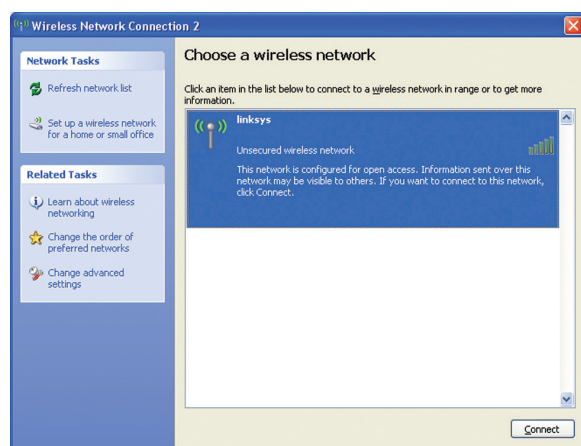 Wireless Network Connection 2
Network Tasks
Refresh network list
Set up a wireless network
for a home or small office
Related Tasks
Learn about wireless
networking
Change the order of
preferred networks
Change advanced
settings
Choose a wireless network
Click an item in the list below to connect to a wireless network in range or to get more
information.
linksys
Unsecured wireless network
This network is configured for open access. Information sent over this
network may be visible to others. If you want to connect to this network,
click Connect.
Connect